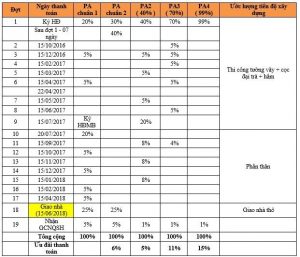 Đợt Ngày thanh toán PA chuẩn 1 PA chuẩn 2 PA2 (40%) PA3 (70%) PA4 (99%) Ước lượng tiến độ xây dựng
1 Ký HĐ 20% 30% 40% 70% 99%
Sau đợt 1 - 07 ngày 40%
2 15/10/2016 5%
3 15/12/2016 5% 5% 5%
4 15/02/2017 5%
5 15/03/2017 5%
6 15/04/2017 5% 5%
22/04/2017
7 15/05/2017 5%
8 15/06/2017 5%
9 15/07/2017 Ký HĐMB 20%
Thi công tường vây + cọc đại trà + hầm
10 20/07/2017 20%
11 15/09/2017 8% 4%
12 15/10/2017 5%
13 15/11/2017 8%
14 15/12/2017 5%
15 15/01/2018 8%
16 15/02/2018 5%
17 15/04/2018 5%
Phần thân
18 Giao nhà (15/06/2018) 25% 25% Giao nhà thô
19 Nhận GCNQSH 5% 5% 1% 1% 1%
Tổng cộng 100% 100% 100% 100% 100%
Ưu đãi thanh toán 6% 5% 11% 15%